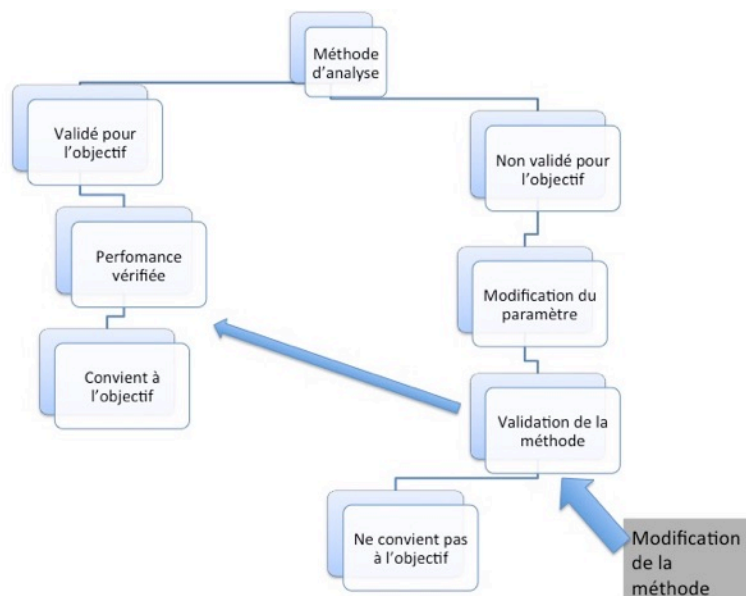 Méthode
d'analyse
Validé pour
l'objectif
Non validé pour
l'objectif
Perfomance
vérifiée
Modification du
paramètre
Convient à
l'objectif
Validation de la
méthode
Ne convient pas
à l'objectif
Modification
de la
méthode